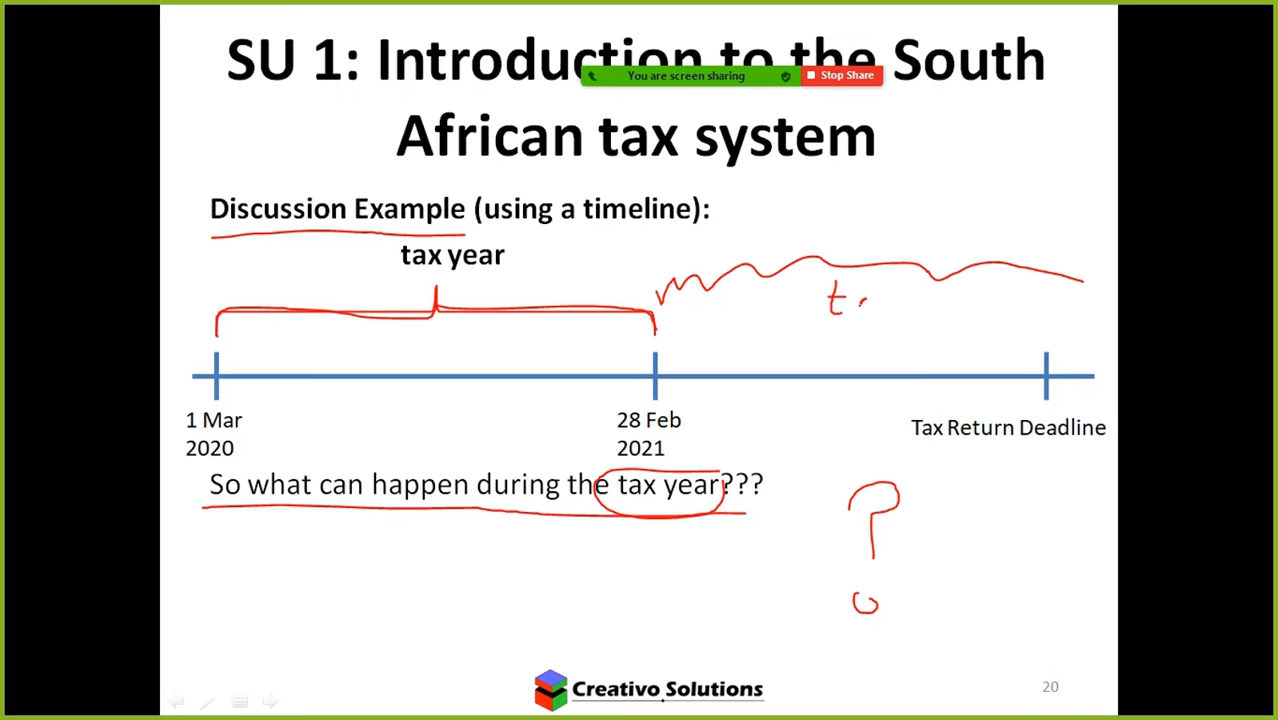 SU 1: Introduction to the South
You are screen sharing
Stop Share
African tax system
Discussion Example (using a timeline):
tax year
t
1 Mar
2020
28 Feb
2021
Tax Return Deadline
So what can happen during the tax year???
?
Creativo Solutions
20